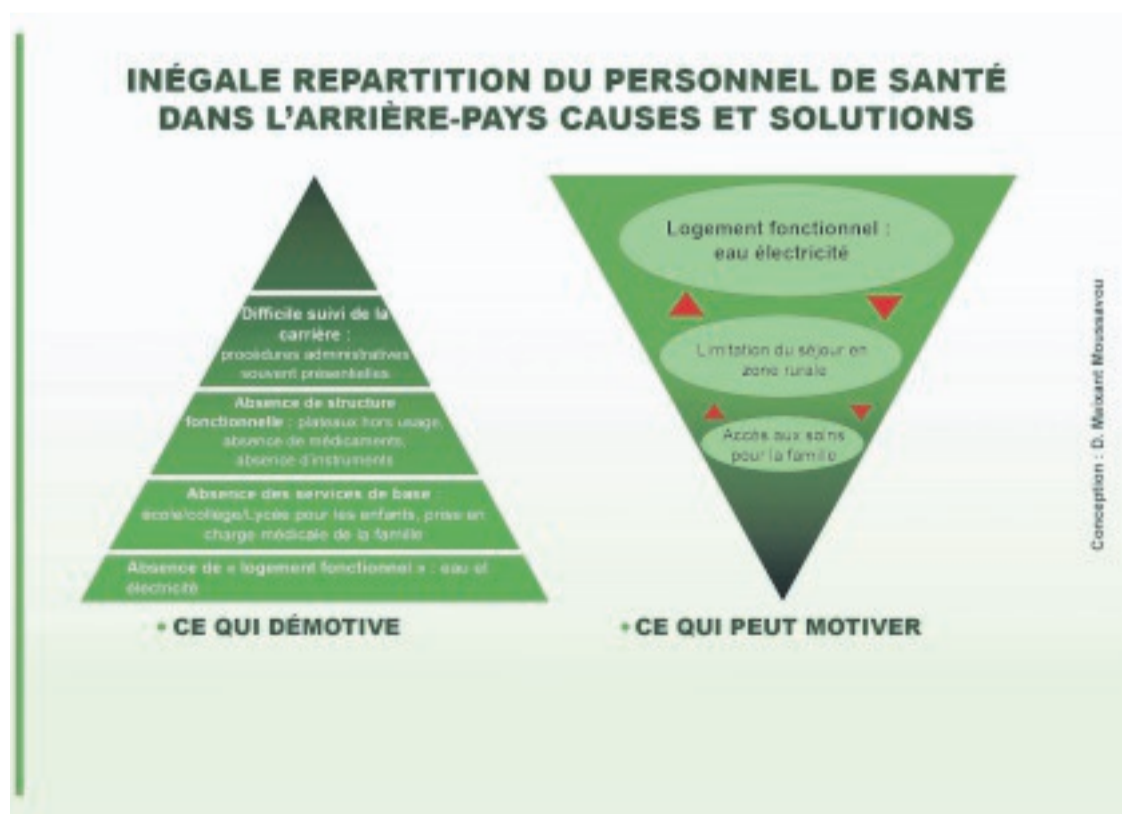 INÉGALE REPARTITION DU PERSONNEL DE SANTÉ
DANS L'ARRIÈRE-PAYS CAUSES ET SOLUTIONS
Difficile suivi de la
carrière :
procédures administratives
souvent présentielles
Absence de structure
fonctionnelle : plateaux hors usage,
absence de médicaments,
absence d'instruments
Absence des services de base
école/collège/Lycée pour les enfants, prise en
charge médicale de la famille
Absence de « logement fonctionnel » : eau et
électricité
• CE QUI DÉMOTIVE
Logement fonctionnel :
eau électricité
Limitation du séjour en
zone rurale
Accès aux soins
pour la famille
• CE QUI PEUT MOTIVER
Conception : D. Maixant Moussavou